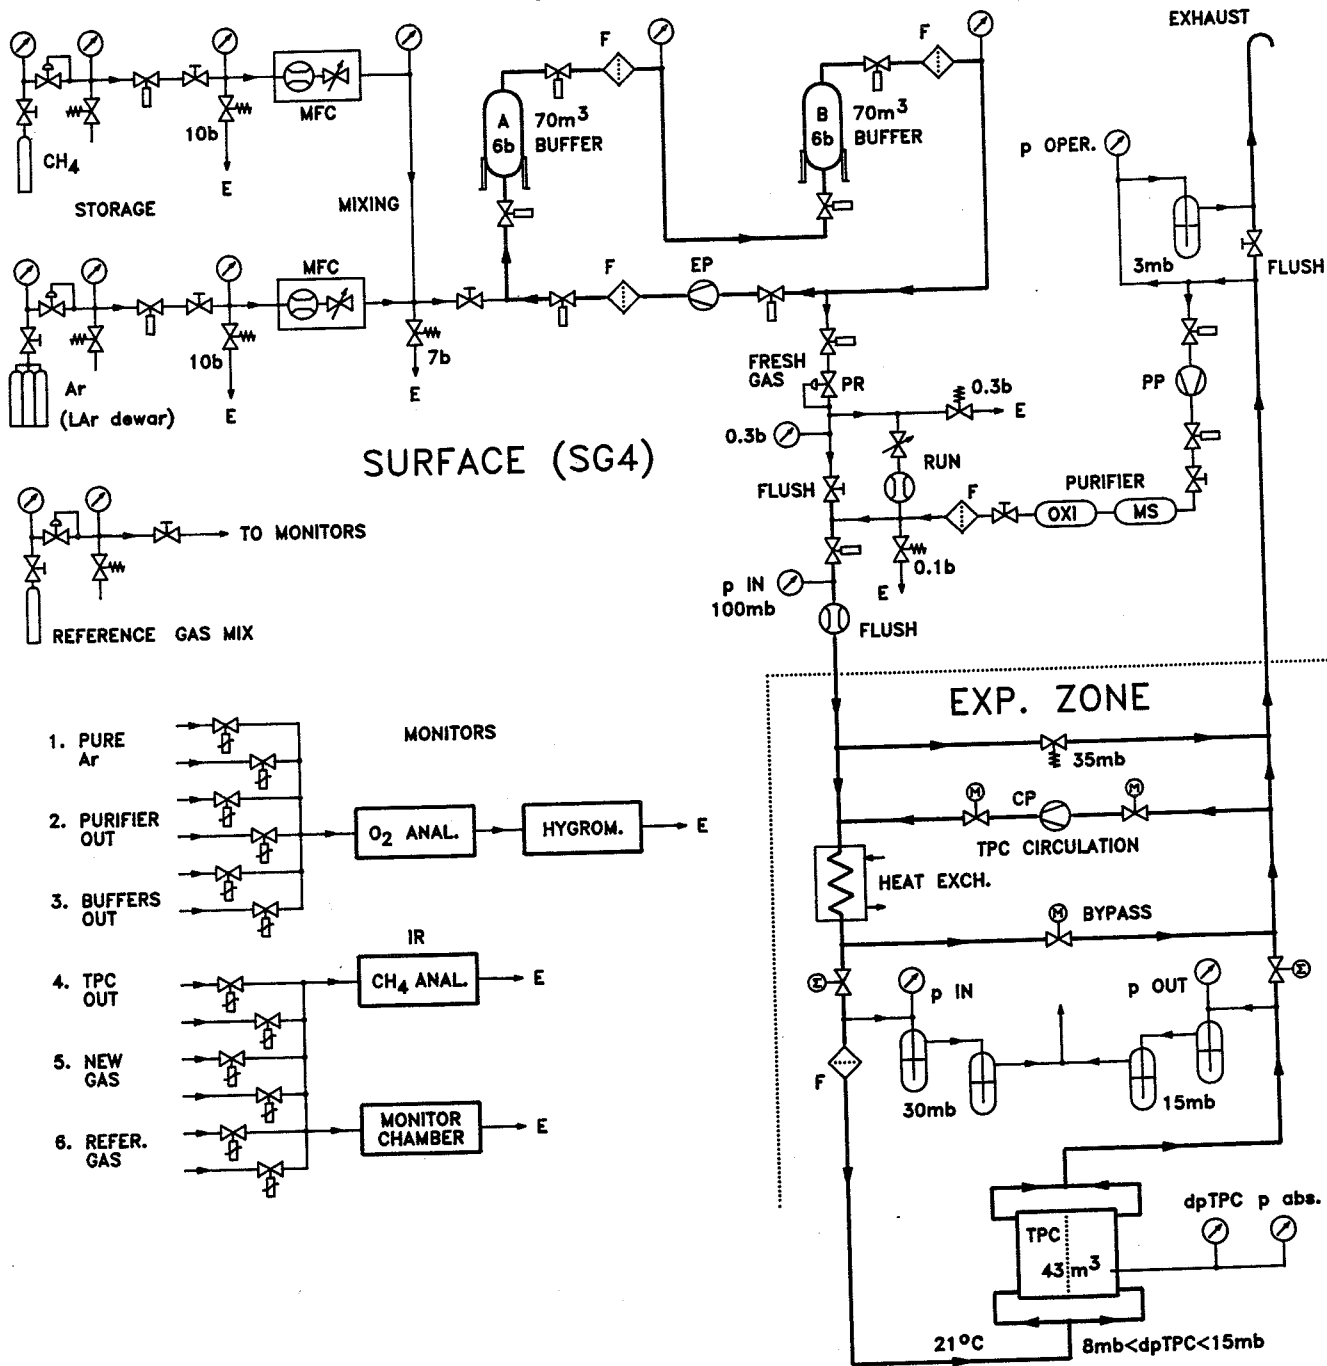 EXHAUST
F
F
CH4
10b
MFC
A
6b
70m3
BUFFER
B
6b
70m3
BUFFER
p OPER.
E
STORAGE
MIXING
3mb
FLUSH
MFC
F
EP
10b
7b
FRESH
GAS
PR
PP
Ar
(LAr dewar)
E
E
0.3b
E
0.3b
SURFACE (SG4)
RUN
FLUSH
F
PURIFIER
OXI
MS
TO MONITORS
0.1b
p IN
100mb
E
FLUSH
REFERENCE GAS MIX
EXP. ZONE
1. PURE
Ar
MONITORS
35mb
2. PURIFIER
OUT
O2 ANAL.
HYGROM.
E
M
CP
M
TPC CIRCULATION
HEAT EXCH.
3. BUFFERS
OUT
M
BYPASS
IR
4. TPC
OUT
CH4 ANAL.
E
M
p IN
p OUT
M
5. NEW
GAS
F
30mb
15mb
6. REFER.
GAS
MONITOR
CHAMBER
E
dpTPC p abs.
TPC
43 m3
21°C
8mb<dpTPC<15mb